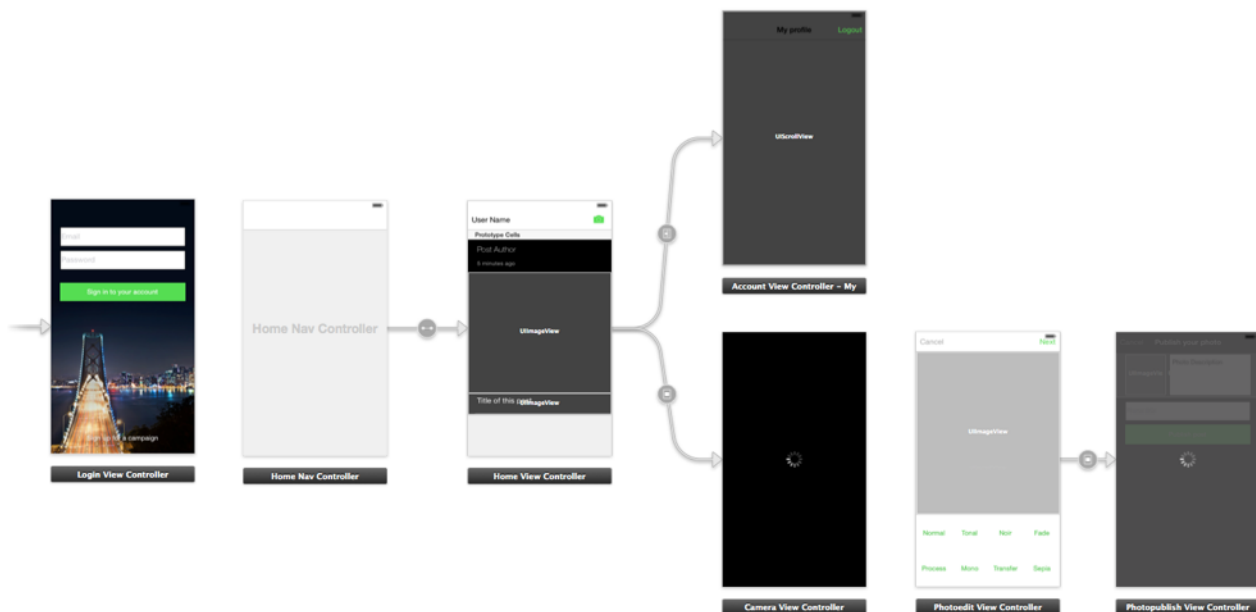 My profile
Logout
UIScrollView
Account View Controller - My
Email
Password
Sign in to your account
Sign up for a campaign
Login View Controller
Home Nav Controller
Home Nav Controller
User Name
Prototype Cells
Post Author
5 minutes ago
UIImageView
Title of this post
UIImageView
Home View Controller
Camera View Controller
Cancel
Next
UIImageView
Normal Tonal Noir Fade
Process Mono Transfer Sepia
Photoedit View Controller
Publish your photo
Photopublish View Controller